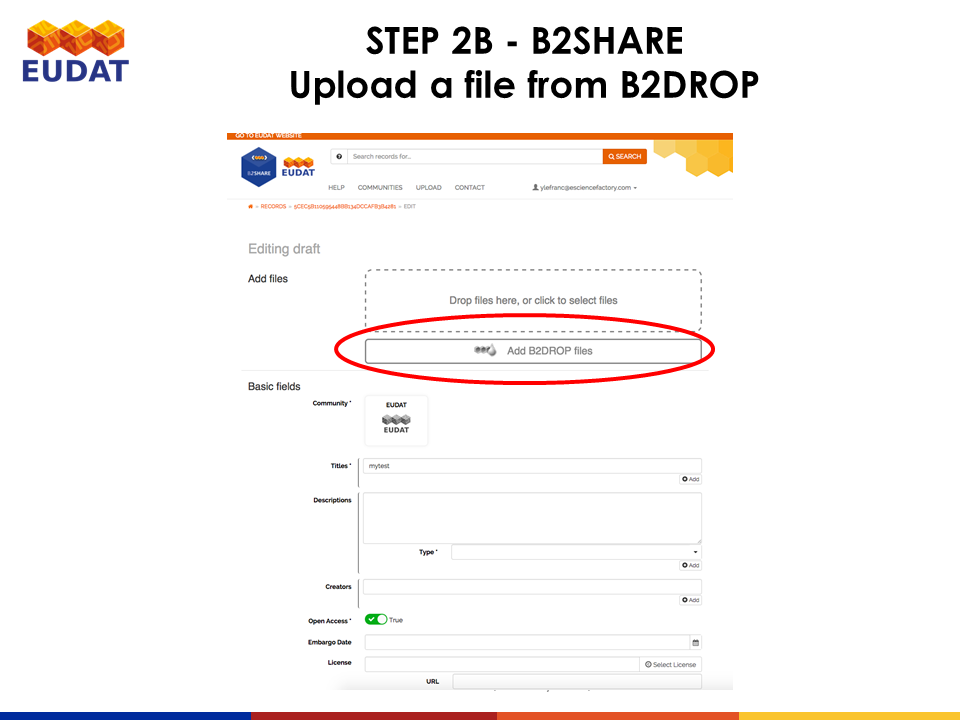 EUDAT
STEP 2B - B2SHARE
Upload a file from B2DROP
GO TO EUDAT WEBSITE
B2SHARE
EUDAT
Search records for...
SEARCH
HELP COMMUNITIES UPLOAD CONTACT ylefranc@esciencefactory.com
RECORDS » » EDIT
Editing draft
Add files
Drop files here, or click to select files
Add B2DROP files
Basic fields
Community *
EUDAT
EUDAT
Titles * mytest
Add
Descriptions
Type *
Add
Creators
Add
Open Access * True
Embargo Date
License Select License
URL